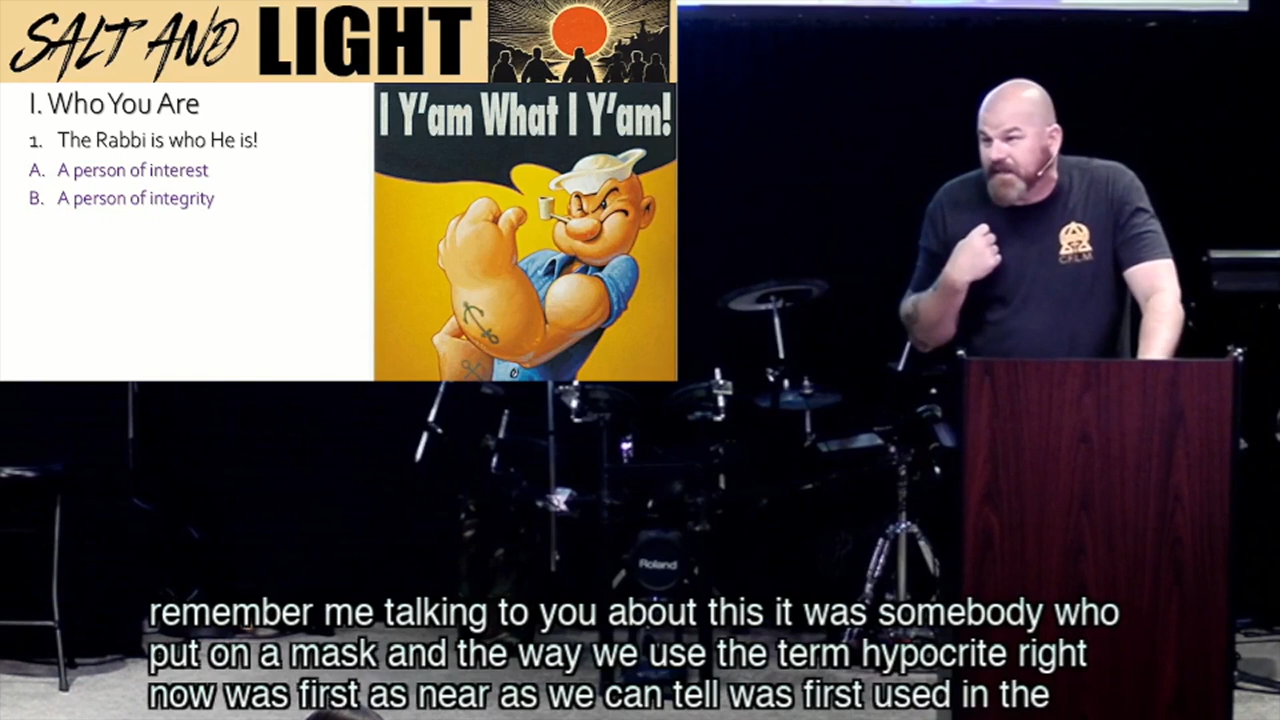 SALT AND LIGHT
I. Who You Are
1. The Rabbi is who He is!
A. A person of interest
B. A person of integrity
I Y'am What I Y'am!
C.F.L.M.
Roland
remember me talking to you about this it was somebody who
put on a mask and the way we use the term hypocrite right
now was first as near as we can tell was first used in the